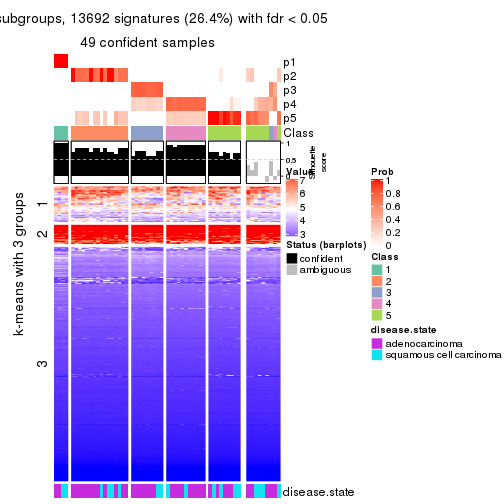 subgroups, 13692 signatures (26.4%) with fdr < 0.05
49 confident samples
p1
p2
p3
p4
p5
Class
1
0.5
0
Silhouette
score
k-means with 3 groups
1
2
3
disease.state
Value
7
6
5
4
3
Status (barplots)
confident
ambiguous
Prob
1
0.8
0.6
0.4
0.2
0
Class
1
2
3
4
5
disease.state
adenocarcinoma
squamous cell carcinoma